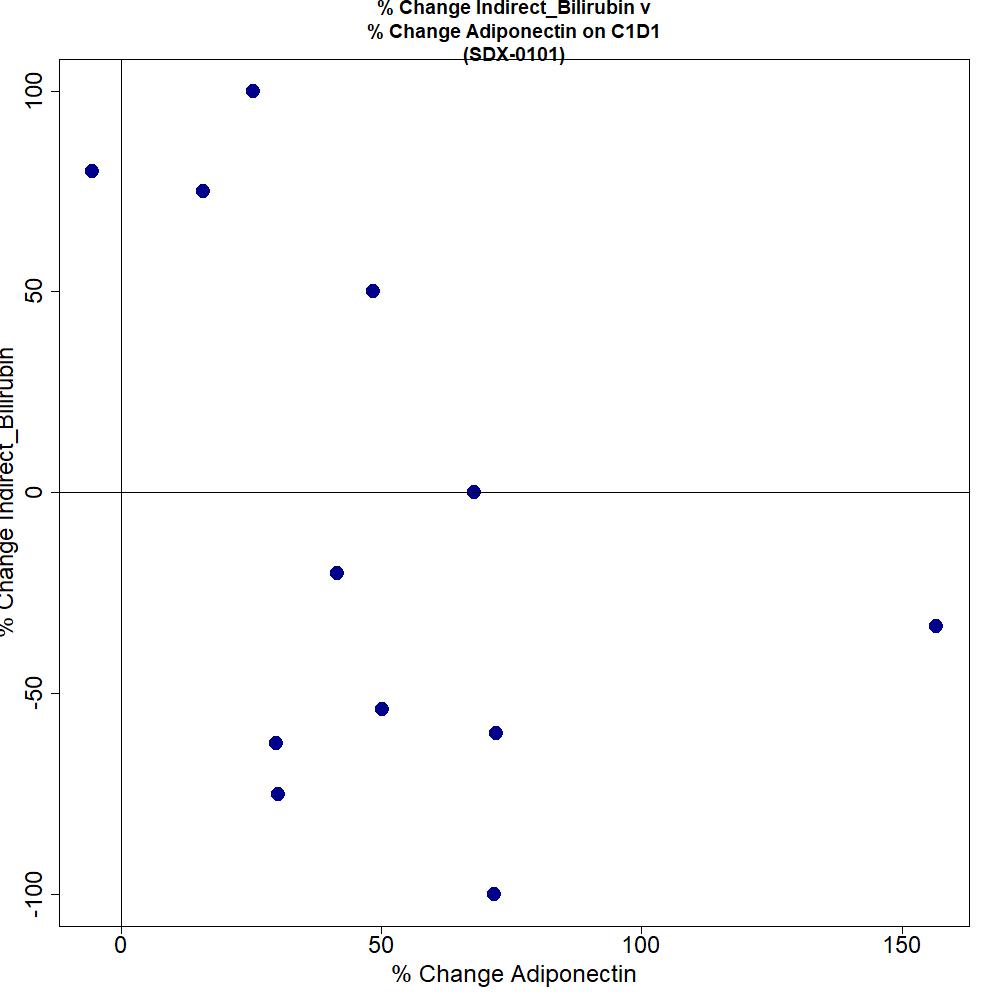 % Change Indirect_Bilirubin v
% Change Adiponectin on C1D1
(SDX-0101)
100
50
0
-50
-100
% Change Indirect_Bilirubin
0
50
100
150
% Change Adiponectin